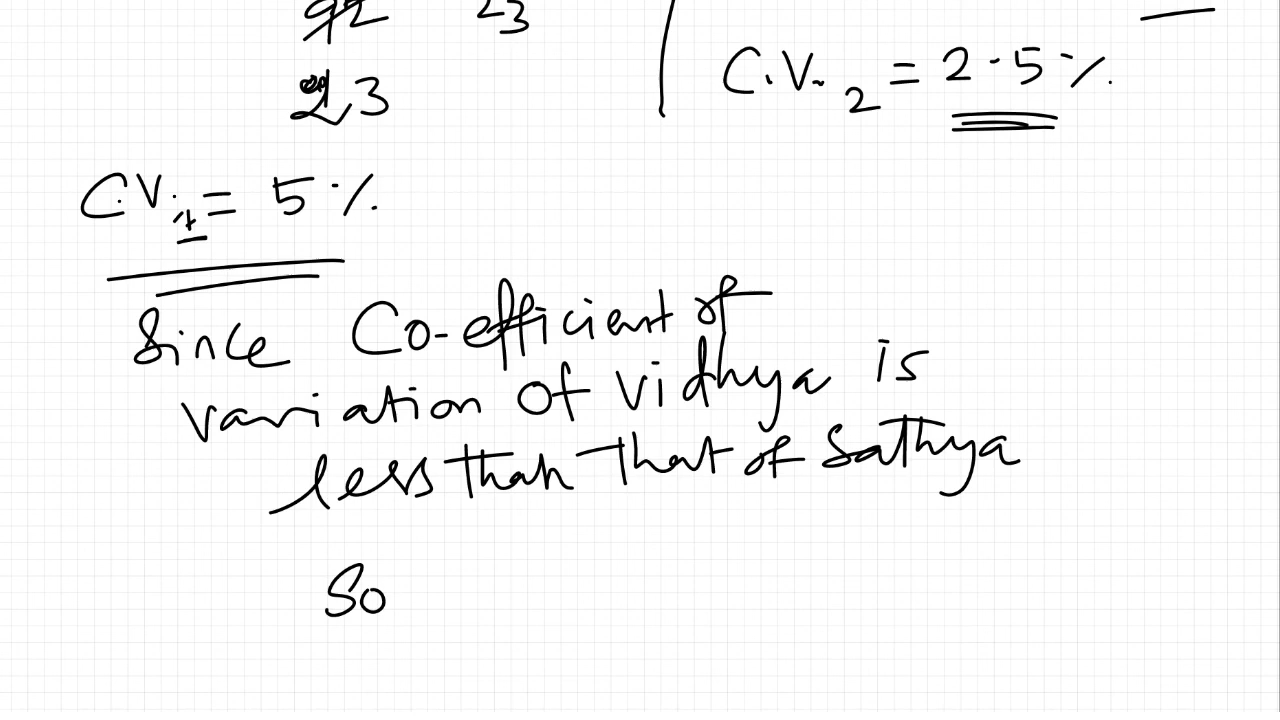 92 23
23
C.V. 2 = 2.5%
C.V. 1 = 5%
Since Co-efficient of
variation of Vidhya is
less than that of Sathya
So